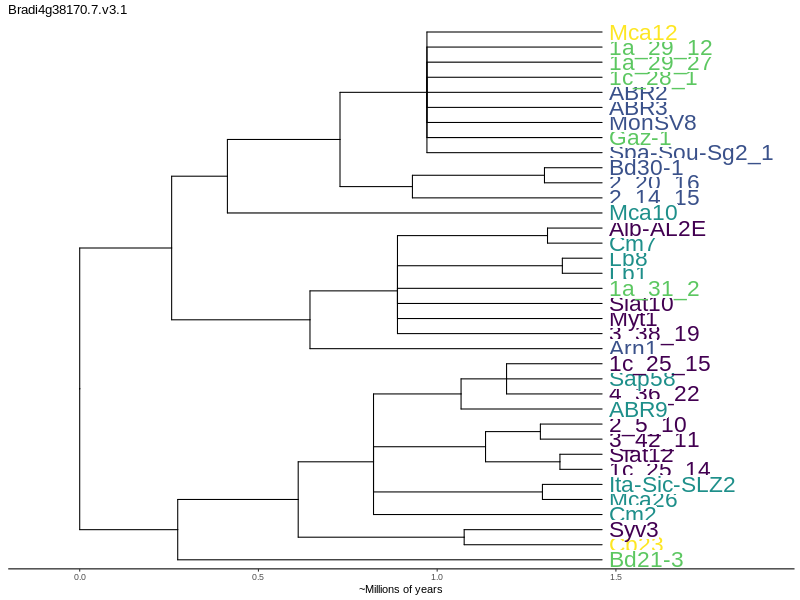 Bradi4g38170.7.v3.1
Mca12
1a_29_12
1a_29_27
1c_28_1
ABR2
ABR3
MonSV8
Gaz-1
Spa-Sou-Sg2_1
Bd30-1
2_20_16
2_14_15
Mca10
Alb-AL2E
Cm7
Lb8
Lb1
1a_31_2
Slat10
Myt1
3_38_19
Arn1
1c_25_15
Sap58
4_36_22
ABR9
2_5_10
3_42_11
Slat12
1c_25_14
Ita-Sic-SLZ2
Mca26
Cm2
Syv3
Cb23
Bd21-3
0.0 0.5 1.0 1.5
~Millions of years